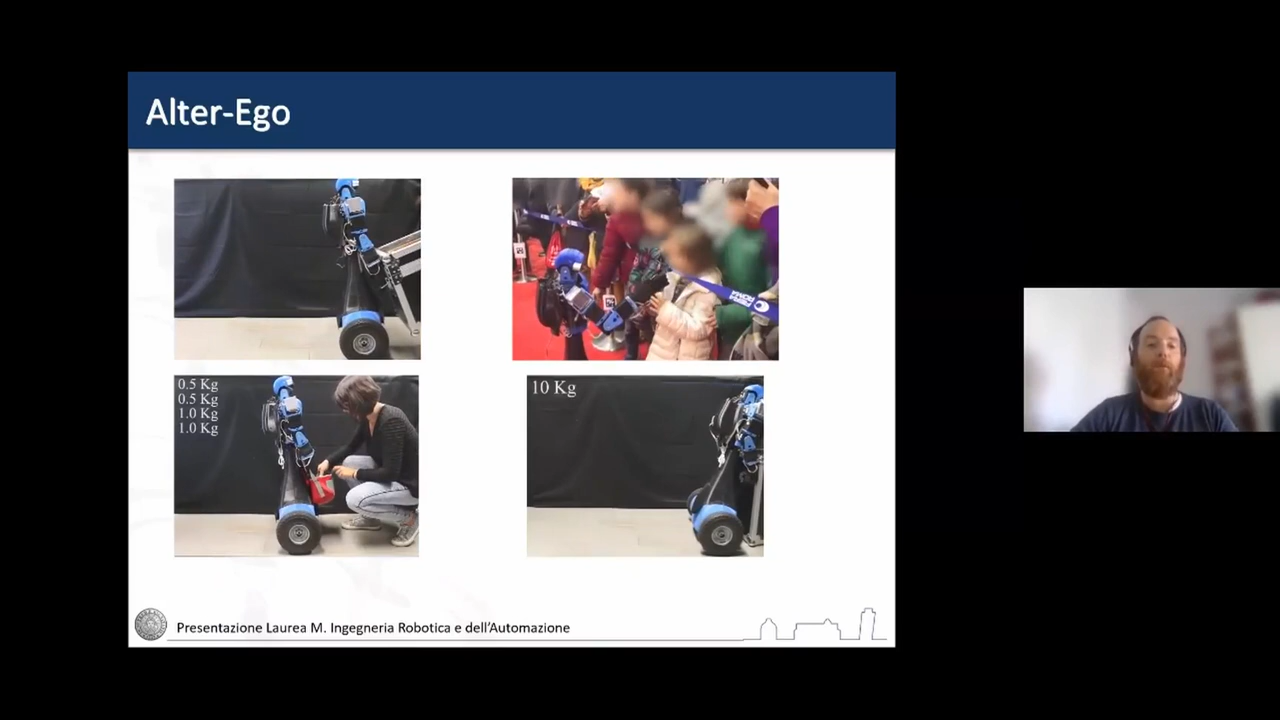 Alter-Ego
0.5 Kg
0.5 Kg
1.0 Kg
1.0 Kg
10 Kg
Presentazione Laurea M. Ingegneria Robotica e dell'Automazione